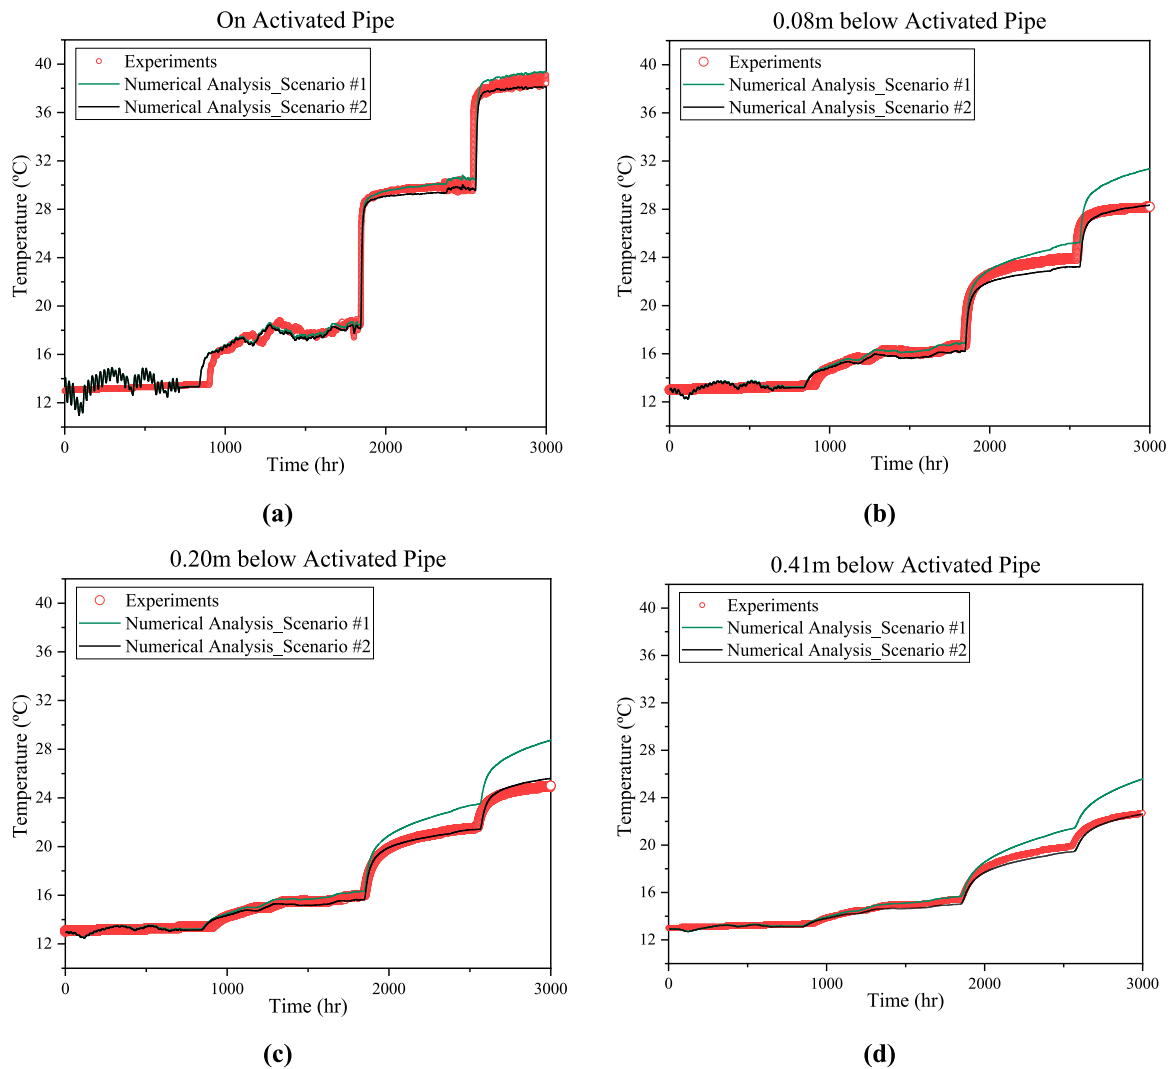 On Activated Pipe
Experiments
Numerical Analysis_Scenario #1
Numerical Analysis_Scenario #2
40
36
32
28
24
20
16
12
Temperature (ºC)
0
1000
2000
3000
Time (hr)
(a)
0.08m below Activated Pipe
Experiments
Numerical Analysis_Scenario #1
Numerical Analysis_Scenario #2
40
36
32
28
24
20
16
12
Temperature (ºC)
0
1000
2000
3000
Time (hr)
(b)
0.20m below Activated Pipe
Experiments
Numerical Analysis_Scenario #1
Numerical Analysis_Scenario #2
40
36
32
28
24
20
16
12
Temperature (ºC)
0
1000
2000
3000
Time (hr)
(c)
0.41m below Activated Pipe
Experiments
Numerical Analysis_Scenario #1
Numerical Analysis_Scenario #2
40
36
32
28
24
20
16
12
Temperature (ºC)
0
1000
2000
3000
Time (hr)
(d)